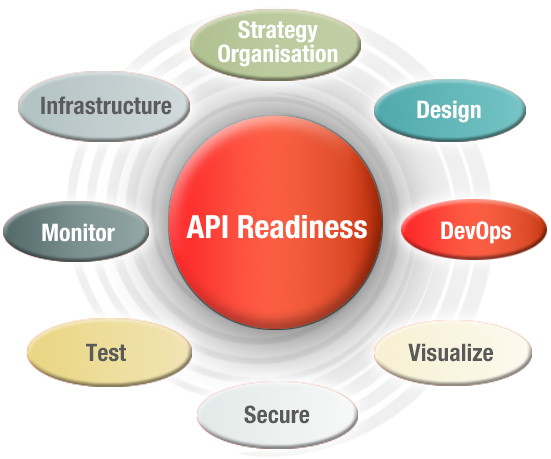 Strategy
Organisation
Infrastructure
Design
API Readiness
Monitor
DevOps
Test
Visualize
Secure